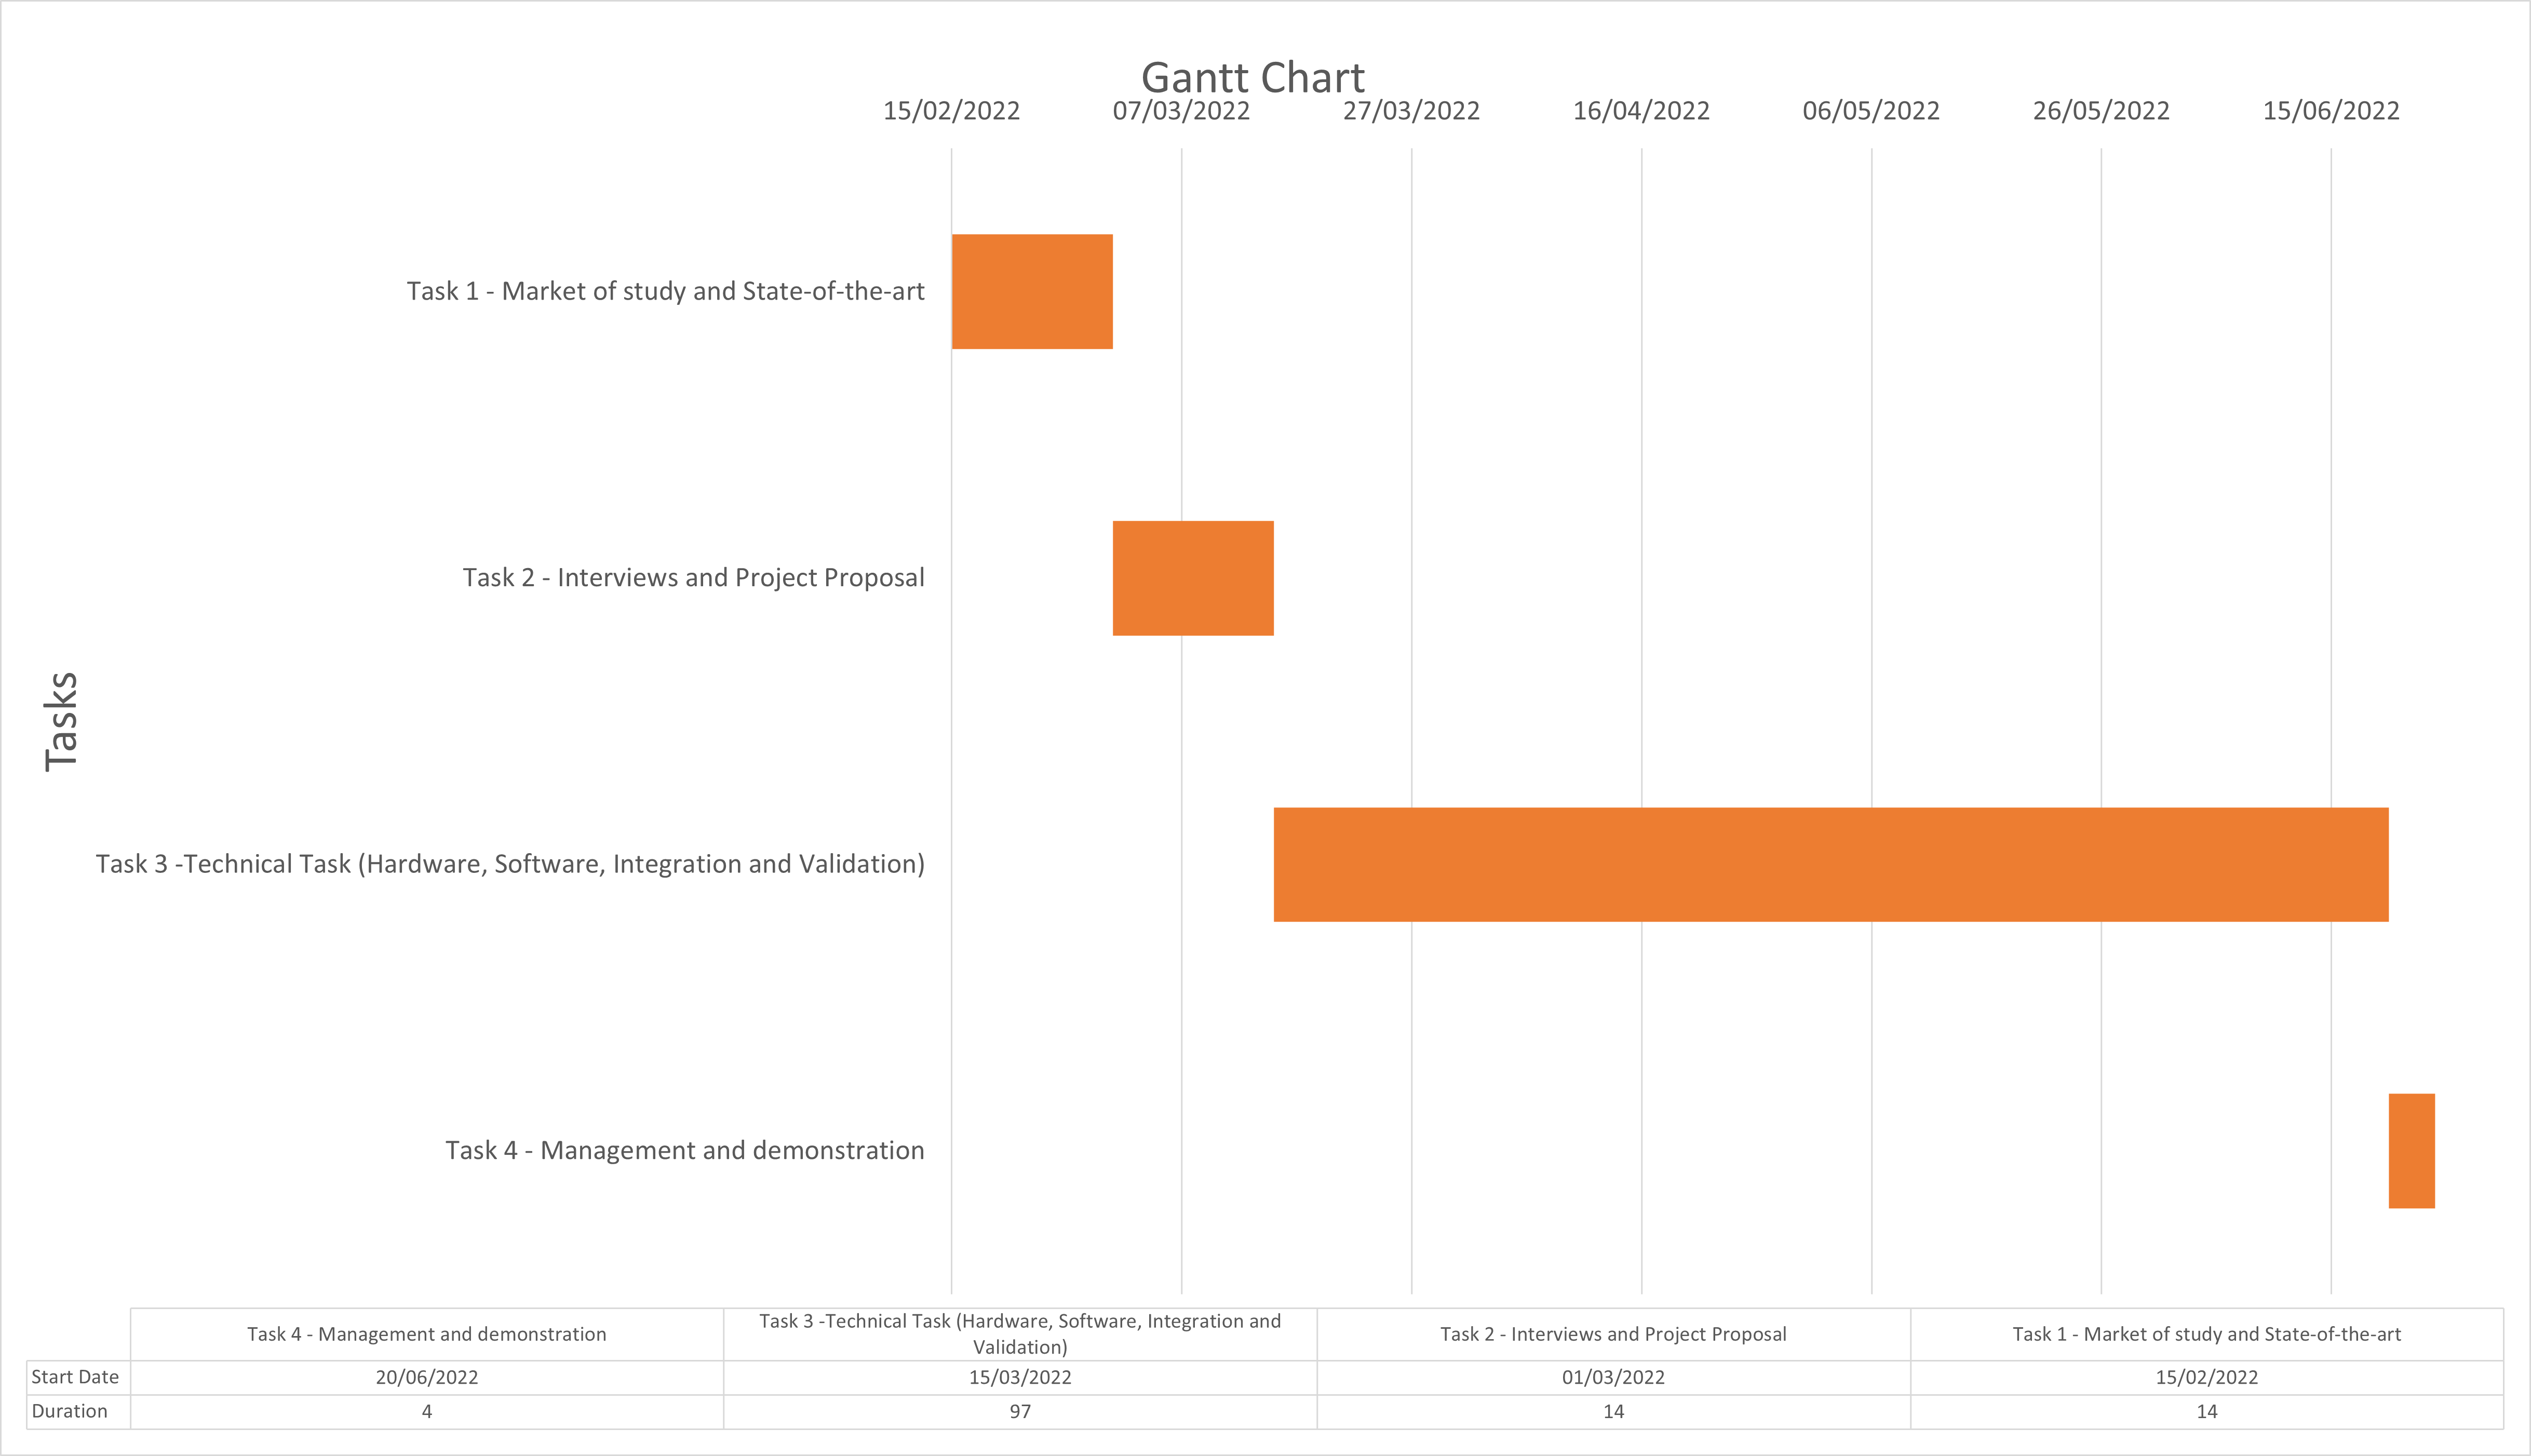 Gantt Chart
15/02/2022 07/03/2022 27/03/2022 16/04/2022 06/05/2022 26/05/2022 15/06/2022
Tasks
Task 1 - Market of study and State-of-the-art
Task 2 - Interviews and Project Proposal
Task 3 -Technical Task (Hardware, Software, Integration and Validation)
Task 4 - Management and demonstration
Task 4 - Management and demonstration
Task 3 -Technical Task (Hardware, Software, Integration and
Validation)
Task 2 - Interviews and Project Proposal
Task 1 - Market of study and State-of-the-art
Start Date 20/06/2022 15/03/2022 01/03/2022 15/02/2022
Duration 4 97 14 14